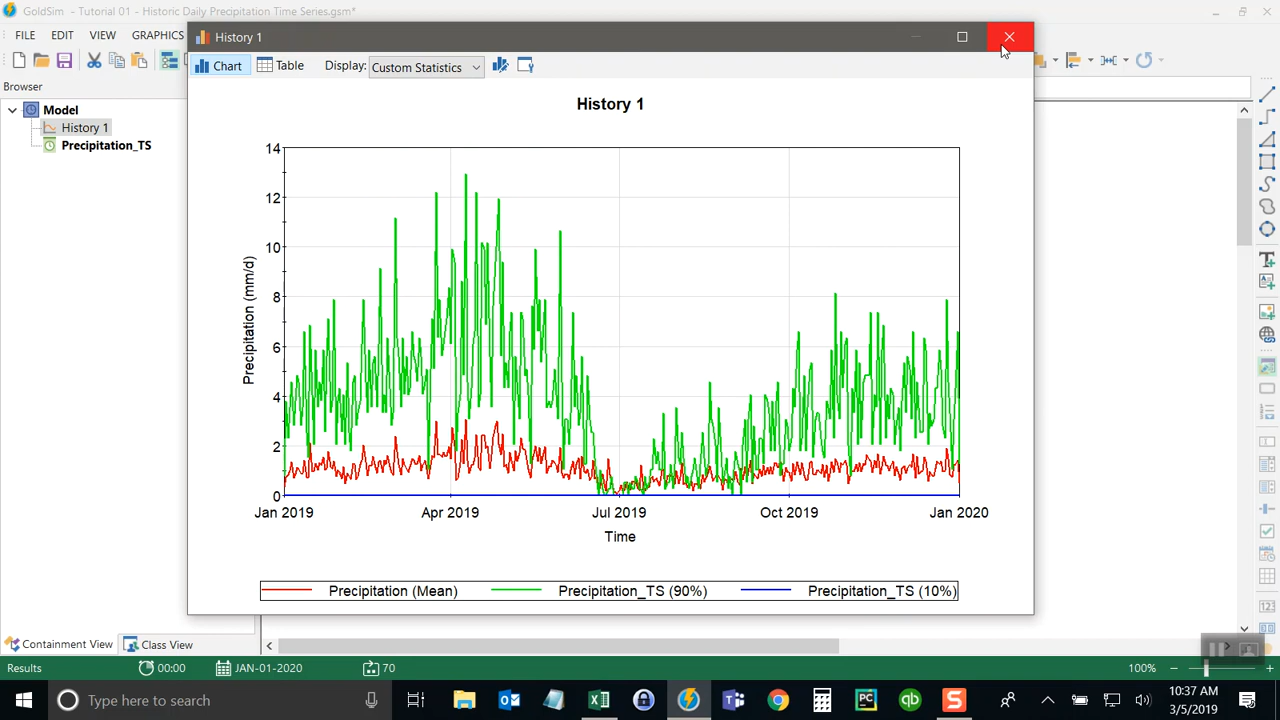 GoldSim - Tutorial 01 - Historic Daily Precipitation Time Series.gsm*
FILE EDIT VIEW GRAPHICS
Browser
Model
History 1
Precipitation_TS
History 1
Chart Table Display: Custom Statistics
History 1
14
12
10
8
6
4
2
0
Precipitation (mm/d)
Jan 2019 Apr 2019 Jul 2019 Oct 2019 Jan 2020
Time
Precipitation (Mean) Precipitation_TS (90%) Precipitation_TS (10%)
Containment View Class View
Results 00:00 JAN-01-2020 70 100%
Type here to search
10:37 AM
3/5/2019